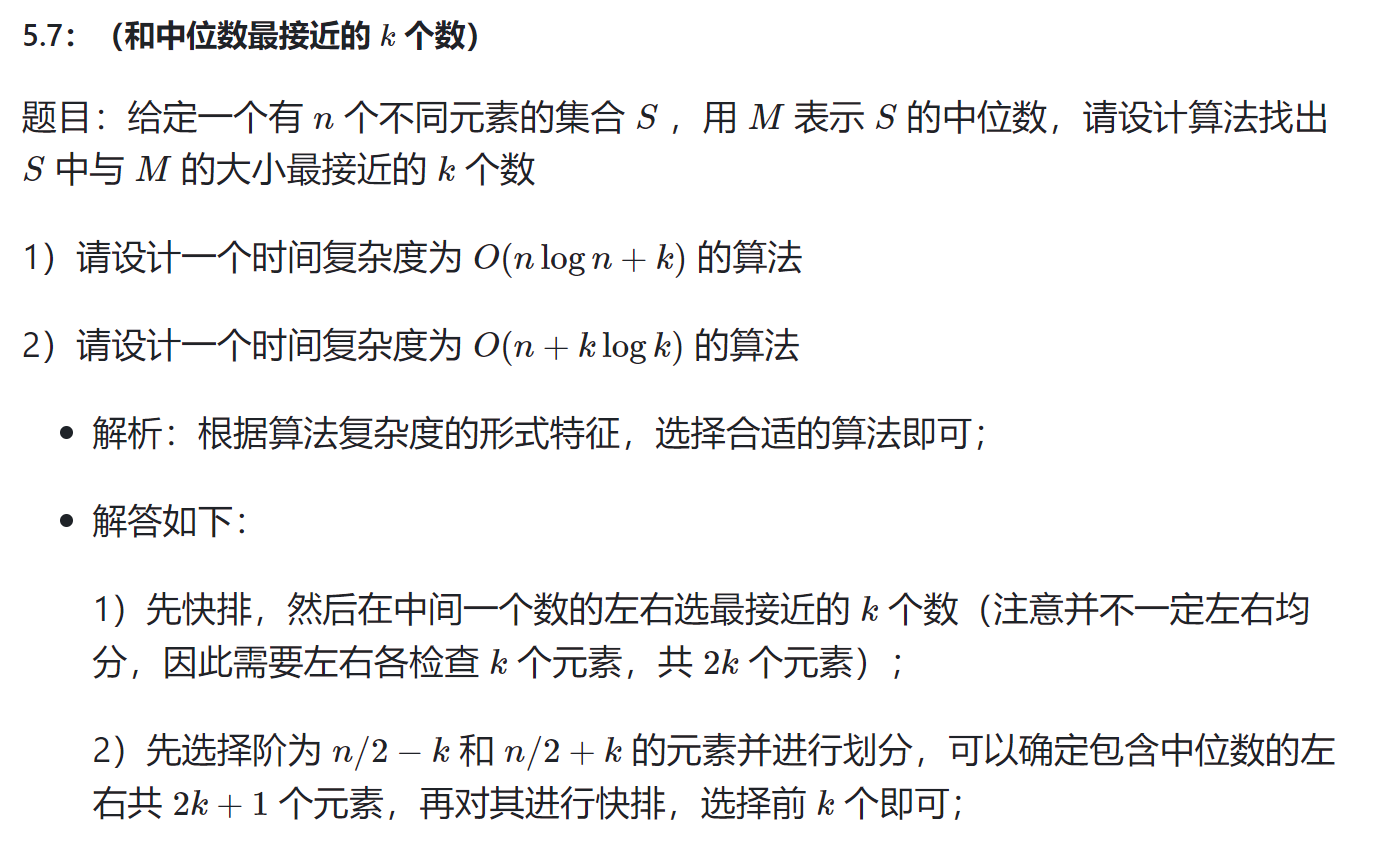 5.7：（和中位数最接近的 k 个数）
题目：给定一个有 n 个不同元素的集合 S ，用 M 表示 S 的中位数，请设计算法找出
S 中与 M 的大小最接近的 k 个数
1）请设计一个时间复杂度为 O(n log n + k) 的算法
2）请设计一个时间复杂度为 O(n + k log k) 的算法
• 解析：根据算法复杂度的形式特征，选择合适的算法即可；
• 解答如下：
1）先快排，然后在中间一个数的左右选最接近的 k 个数（注意并不一定左右均
分，因此需要左右各检查 k 个元素，共 2k 个元素）；
2）先选择阶为 n/2 − k 和 n/2 + k 的元素并进行划分，可以确定包含中位数的左
右共 2k + 1 个元素，再对其进行快排，选择前 k 个即可；